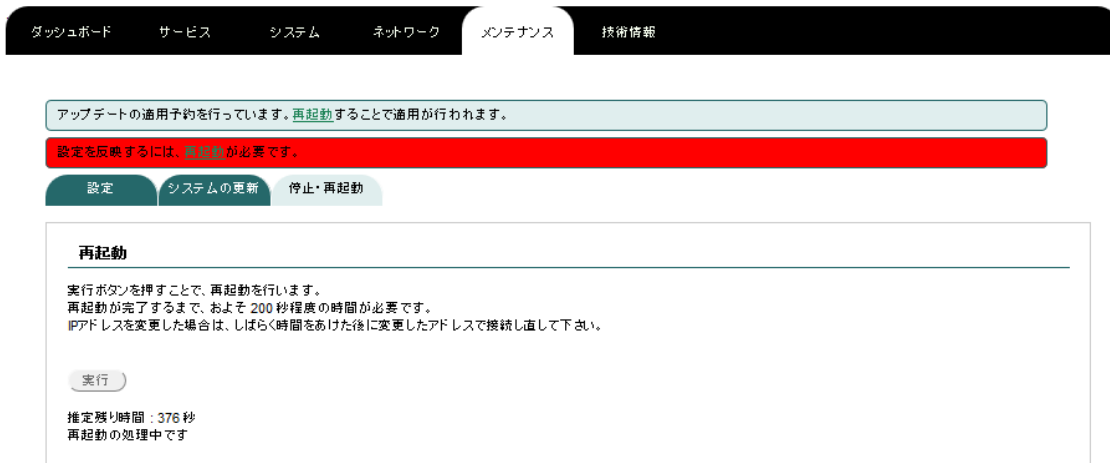 ダッシュボード サービス システム ネットワーク メンテナンス 技術情報
アップデートの適用予約を行っています。再起動することで適用が行われます。
設定を反映するには、再起動が必要です。
設定 システムの更新 停止・再起動
再起動
実行ボタンを押すことで、再起動を行います。
再起動が完了するまで、およそ 200 秒程度の時間が必要です。
IPアドレスを変更した場合は、しばらく時間をあけた後に変更したアドレスで接続し直して下さい。
実行
推定残り時間 : 376 秒
再起動の処理中です